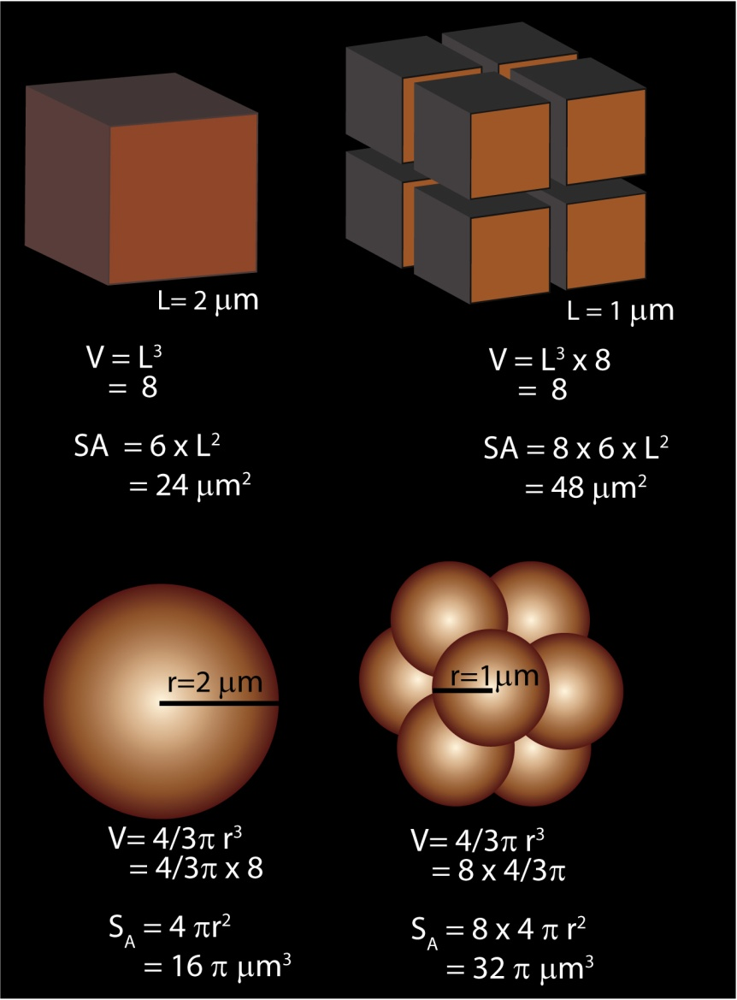 L= 2 μm
V = L³
= 8
SA = 6 x L²
= 24 μm²
L = 1 μm
V = L³ x 8
= 8
SA = 8 x 6 x L²
= 48 μm²
r=2 μm
V= 4/3π r³
= 4/3π x 8
S_A = 4 πr²
= 16 π μm³
r=1μm
V= 4/3π r³
= 8 x 4/3π
S_A = 8 x 4 π r²
= 32 π μm³